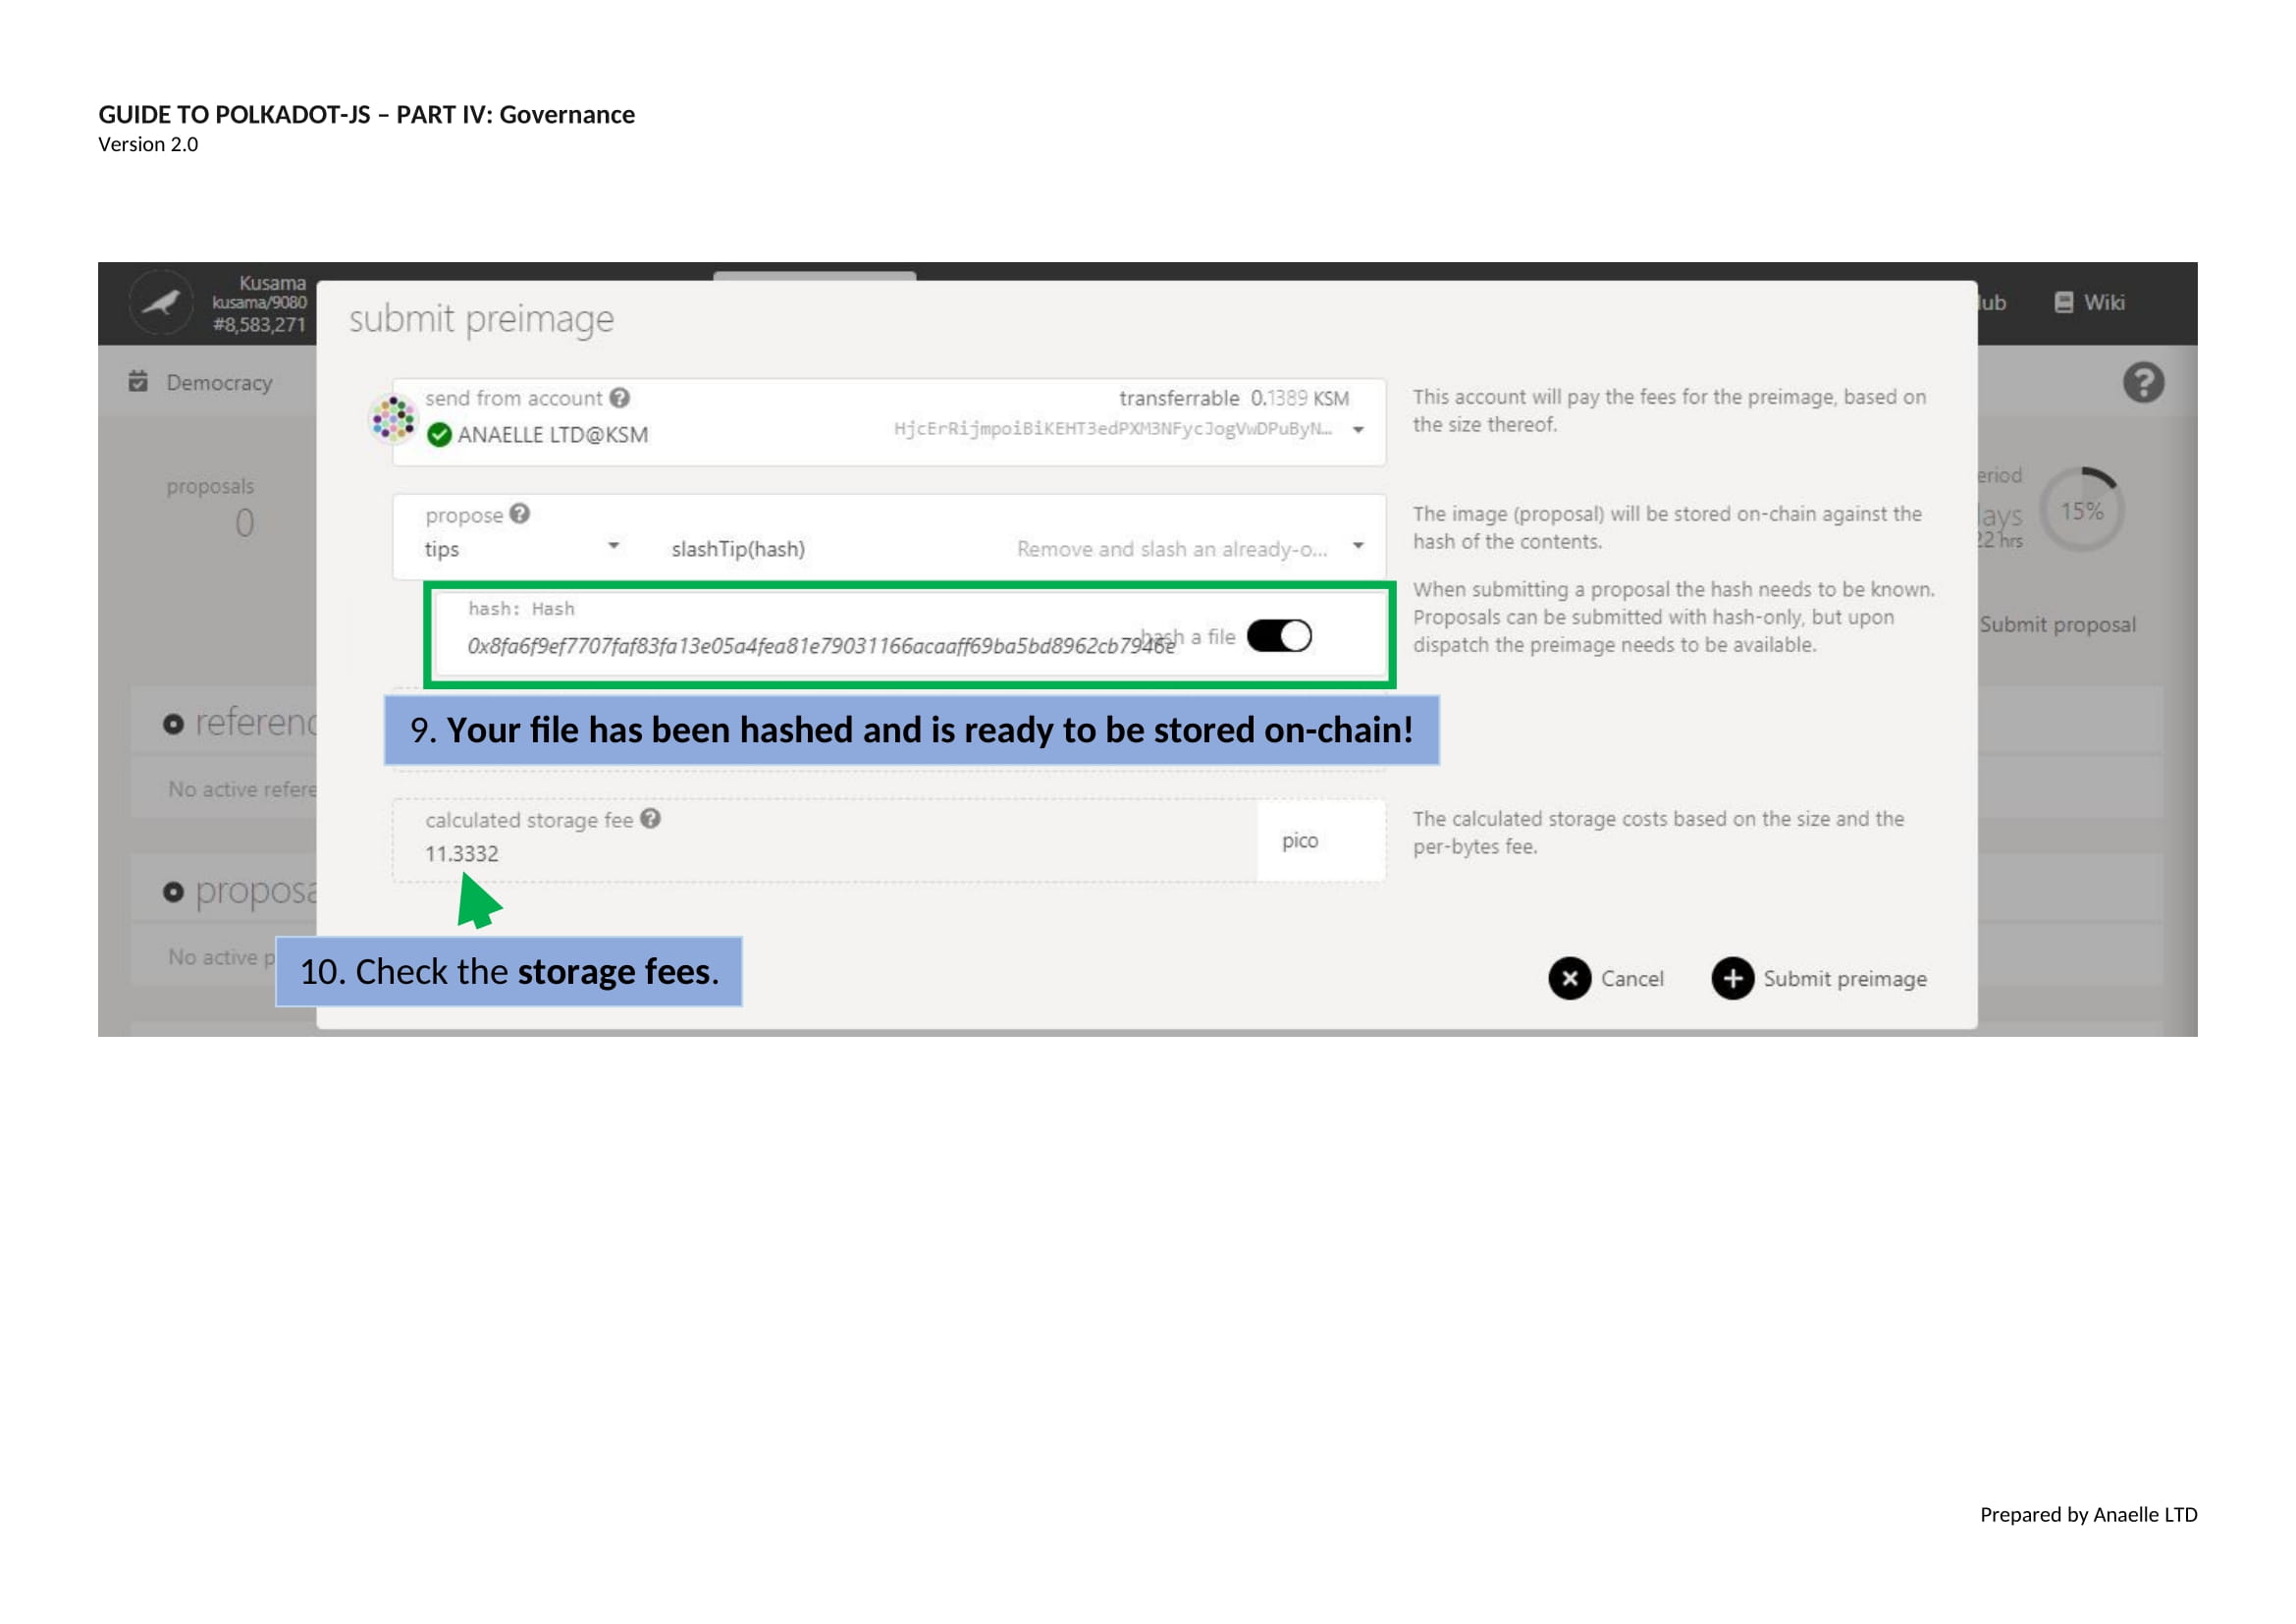 GUIDE TO POLKADOT-JS – PART IV: Governance
Version 2.0
Kusama
kusama/9080
#8,583,271
submit preimage
Wiki
Democracy
send from account
transferrable 0.1389 KSM
ANAELLE LTD@KSM
HjcErRijmpoiBiKEHT3edPXM3NFycJogVwDPuByN…
This account will pay the fees for the preimage, based on
the size thereof.
proposals
0
propose
tips
slashTip(hash)
Remove and slash an already-o...
The image (proposal) will be stored on-chain against the
hash of the contents.
15%
22 hrs
hash: Hash
0x8fa6f9ef7707faf83fa13e05a4fea81e79031166acaaff69ba5bd8962cb7946e
hash a file
When submitting a proposal the hash needs to be known.
Proposals can be submitted with hash-only, but upon
dispatch the preimage needs to be available.
Submit proposal
referenc
9. Your file has been hashed and is ready to be stored on-chain!
No active refere
calculated storage fee
11.3332
pico
The calculated storage costs based on the size and the
per-bytes fee.
propos
No active p
10. Check the storage fees.
Cancel
Submit preimage
Prepared by Anaelle LTD